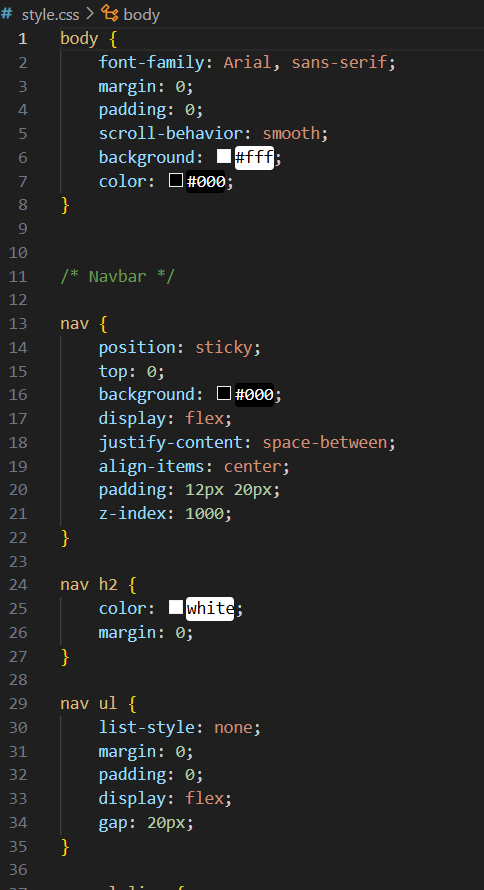 # style.css > body
1 body {
2     font-family: Arial, sans-serif;
3     margin: 0;
4     padding: 0;
5     scroll-behavior: smooth;
6     background: #fff;
7     color: #000;
8 }
9
10
11 /* Navbar */
12
13 nav {
14     position: sticky;
15     top: 0;
16     background: #000;
17     display: flex;
18     justify-content: space-between;
19     align-items: center;
20     padding: 12px 20px;
21     z-index: 1000;
22 }
23
24 nav h2 {
25     color: white;
26     margin: 0;
27 }
28
29 nav ul {
30     list-style: none;
31     margin: 0;
32     padding: 0;
33     display: flex;
34     gap: 20px;
35 }
36